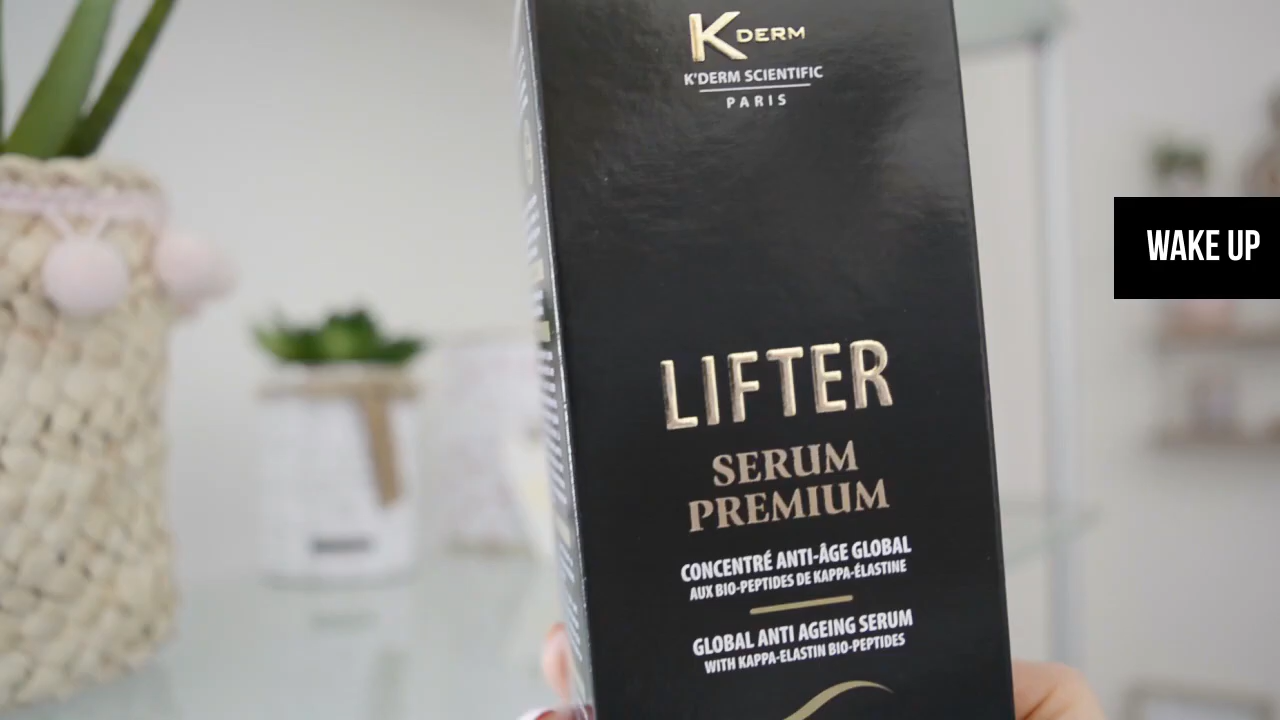 K DERM
K'DERM SCIENTIFIC
PARIS
WAKE UP
LIFTER
SERUM
PREMIUM
CONCENTRÉ ANTI-ÂGE GLOBAL
AUX BIO-PEPTIDES DE KAPPA-ÉLASTINE
GLOBAL ANTI AGEING SERUM
WITH KAPPA-ELASTIN BIO-PEPTIDES